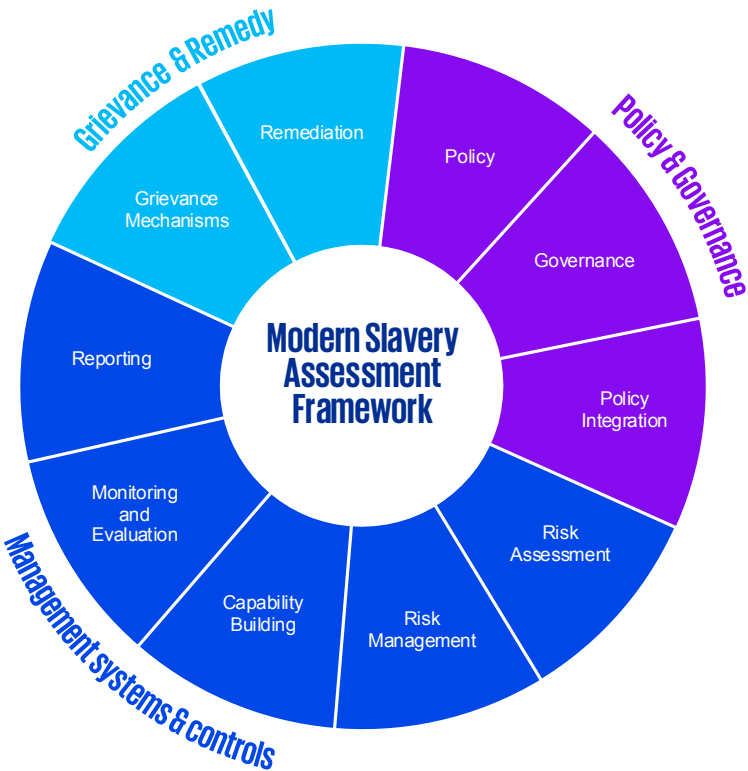 Modern Slavery
Assessment
Framework
Policy & Governance
Policy
Governance
Policy
Integration
Management systems & controls
Risk
Assessment
Risk
Management
Capability
Building
Monitoring
and
Evaluation
Reporting
Grievance & Remedy
Grievance
Mechanisms
Remediation